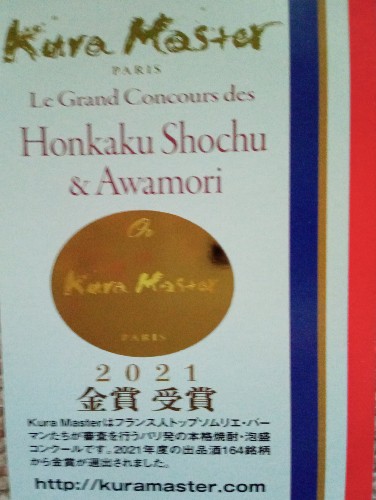 Kura Master
PARIS
Le Grand Concours des
Honkaku Shochu
& Awamori
Or
Kura Master
PARIS
2021
金賞 受賞
Kura Masterはフランス人トップソムリエ・バー
マンたちが審査を行うパリ発の本格焼酎・泡盛
コンクールです。2021年度の出品酒164銘柄
から金賞が選出されました。
http://kuramaster.com